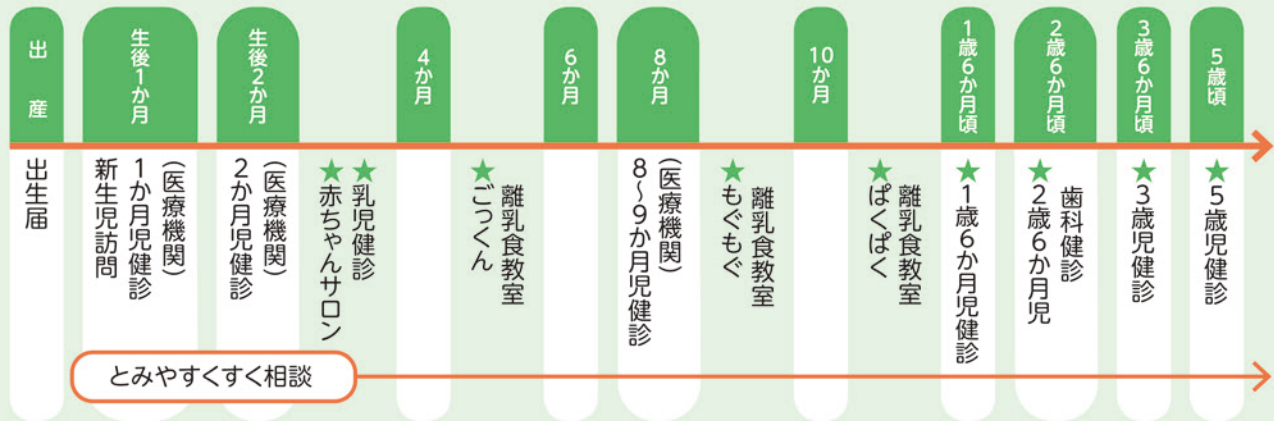 出産
生後1か月
生後2か月
4か月
6か月
8か月
10か月
1歳6か月頃
2歳6か月頃
3歳6か月頃
5歳頃
出生届
新生児訪問
1か月児健診
(医療機関)
2か月児健診
(医療機関)
★赤ちゃんサロン
★乳児健診
★ごっくん
離乳食教室
8〜9か月児健診
(医療機関)
★もぐもぐ
離乳食教室
★ぱくぱく
離乳食教室
★1歳6か月児健診
★2歳6か月児
歯科健診
★3歳児健診
★5歳児健診
とみやすくすく相談